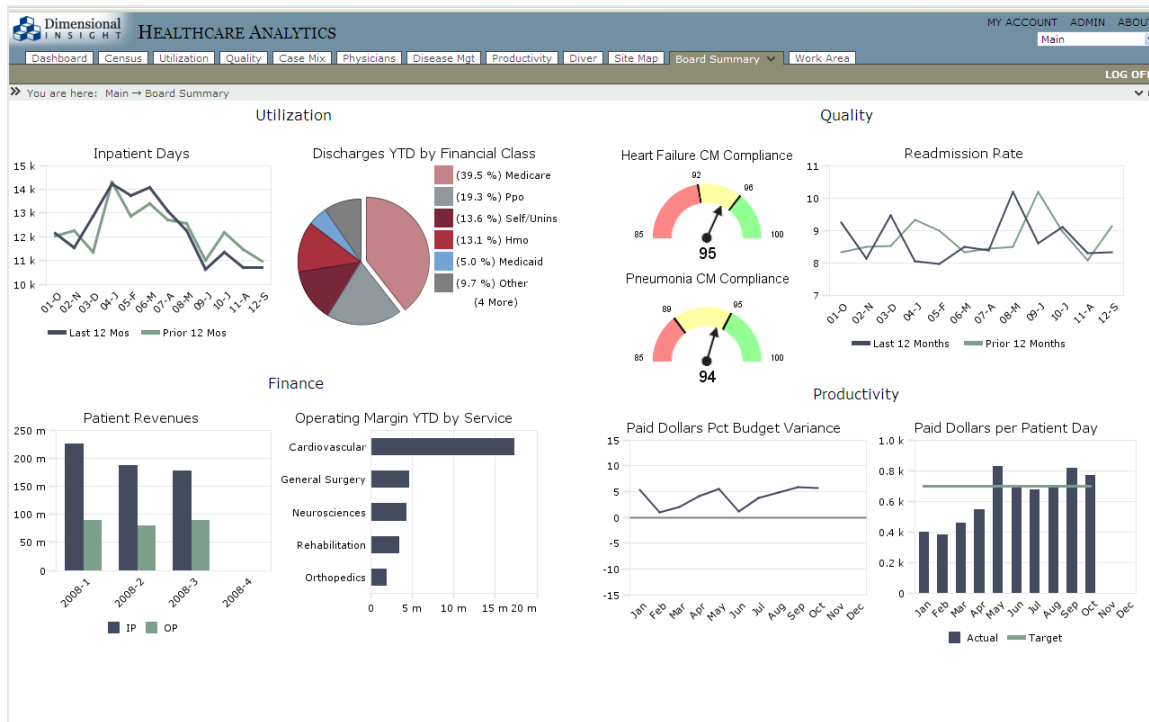 Dimensional INSIGHT
HEALTHCARE ANALYTICS
MY ACCOUNT ADMIN
Main
Dashboard Census Utilization Quality Case Mix Physicians Disease Mgt Productivity Diver Site Map Board Summary Work Area
You are here: Main → Board Summary
Utilization
Inpatient Days
15 k
14 k
13 k
12 k
11 k
10 k
01-O 02-N 03-D 04-J 05-F 06-M 07-A 08-M 09-J 10-J 11-A 12-S
Last 12 Mos Prior 12 Mos
Discharges YTD by Financial Class
(39.5 %) Medicare
(19.3 %) Ppo
(13.6 %) Self/Unins
(13.1 %) Hmo
(5.0 %) Medicaid
(9.7 %) Other
(4 More)
Quality
Heart Failure CM Compliance
92
96
85
100
95
Pneumonia CM Compliance
89
95
85
100
94
Readmission Rate
11
10
9
8
7
01-O 02-N 03-D 04-J 05-F 06-M 07-A 08-M 09-J 10-J 11-A 12-S
Last 12 Months Prior 12 Months
Finance
Patient Revenues
250 m
200 m
150 m
100 m
50 m
0
2008-1 2008-2 2008-3 2008-4
IP OP
Operating Margin YTD by Service
Cardiovascular
General Surgery
Neurosciences
Rehabilitation
Orthopedics
0 5 m 10 m 15 m 20 m
Productivity
Paid Dollars Pct Budget Variance
15
10
5
0
-5
-10
-15
Jan Feb Mar Apr May Jun Jul Aug Sep Oct Nov Dec
Paid Dollars per Patient Day
1.0 k
0.8 k
0.6 k
0.4 k
0.2 k
0
Jan Feb Mar Apr May Jun Jul Aug Sep Oct Nov Dec
Actual Target